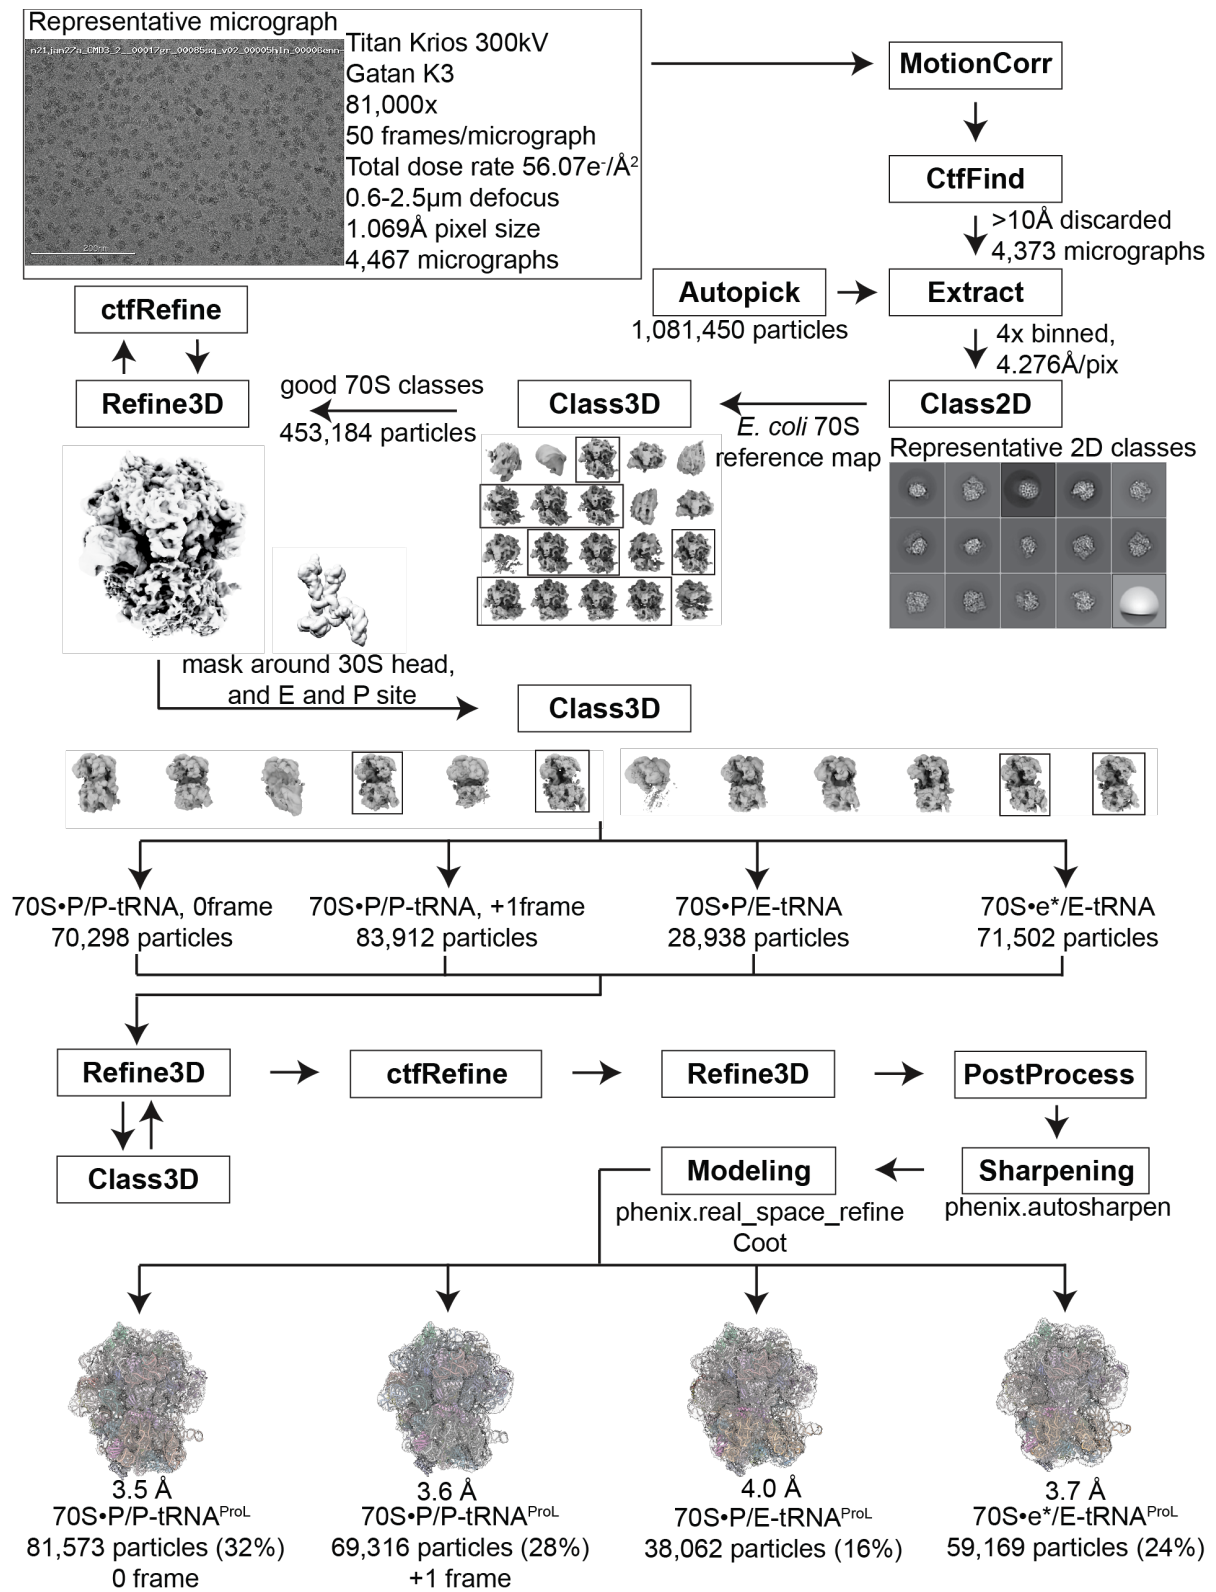 Representative micrograph
Titan Krios 300kV
Gatan K3
81,000x
50 frames/micrograph
Total dose rate 56.07e⁻/Å²
0.6-2.5µm defocus
1.069Å pixel size
4,467 micrographs
200nm
MotionCorr
CtfFind
>10Å discarded
4,373 micrographs
Autopick
1,081,450 particles
Extract
4x binned,
4.276Å/pix
Class2D
Representative 2D classes
E. coli 70S
reference map
Class3D
good 70S classes
453,184 particles
ctfRefine
Refine3D
mask around 30S head,
and E and P site
Class3D
70S•P/P-tRNA, 0frame
70,298 particles
70S•P/P-tRNA, +1frame
83,912 particles
70S•P/E-tRNA
28,938 particles
70S•e*/E-tRNA
71,502 particles
Refine3D
ctfRefine
Refine3D
PostProcess
Class3D
Sharpening
phenix.autosharpen
Modeling
phenix.real_space_refine
Coot
3.5 Å
70S•P/P-tRNAᴾʳᵒᴸ
81,573 particles (32%)
0 frame
3.6 Å
70S•P/P-tRNAᴾʳᵒᴸ
69,316 particles (28%)
+1 frame
4.0 Å
70S•P/E-tRNAᴾʳᵒᴸ
38,062 particles (16%)
3.7 Å
70S•e*/E-tRNAᴾʳᵒᴸ
59,169 particles (24%)